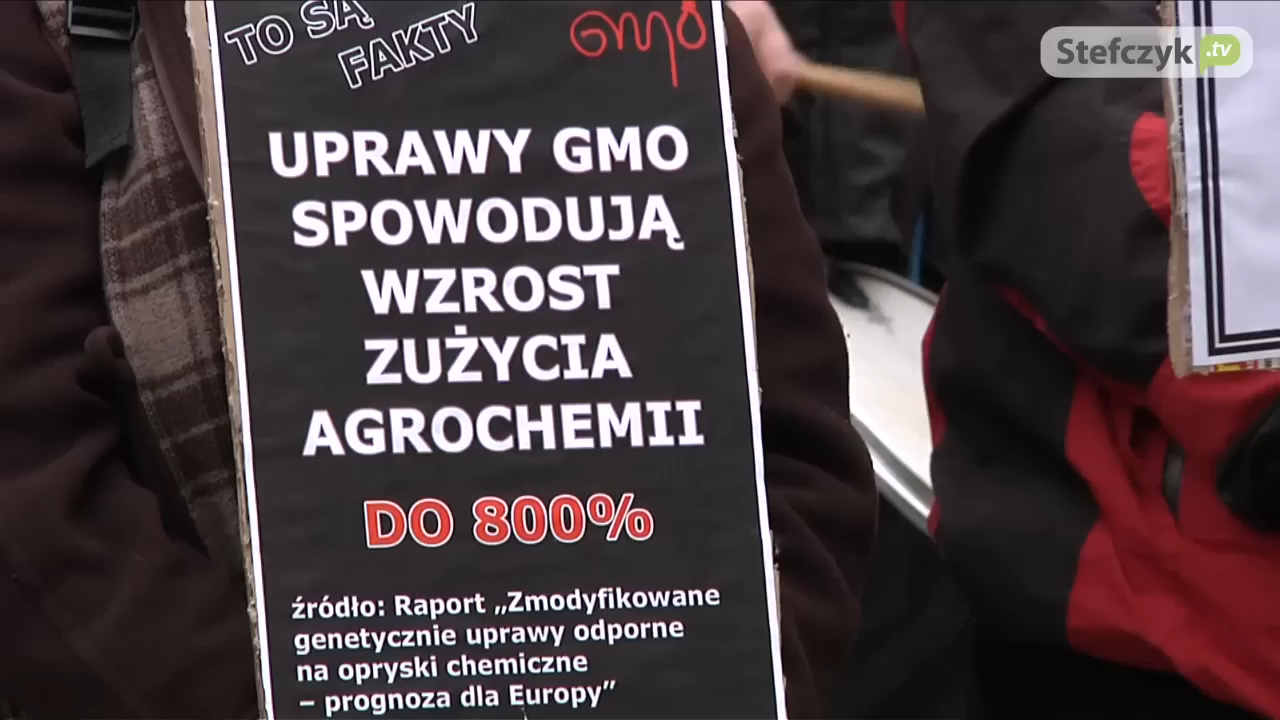 TO SĄ
FAKTY
GMO
Stefczyk.tv
UPRAWY GMO
SPOWODUJĄ
WZROST
ZUŻYCIA
AGROCHEMII
DO 800%
źródło: Raport „Zmodyfikowane
genetycznie uprawy odporne
na opryski chemiczne
– prognoza dla Europy”